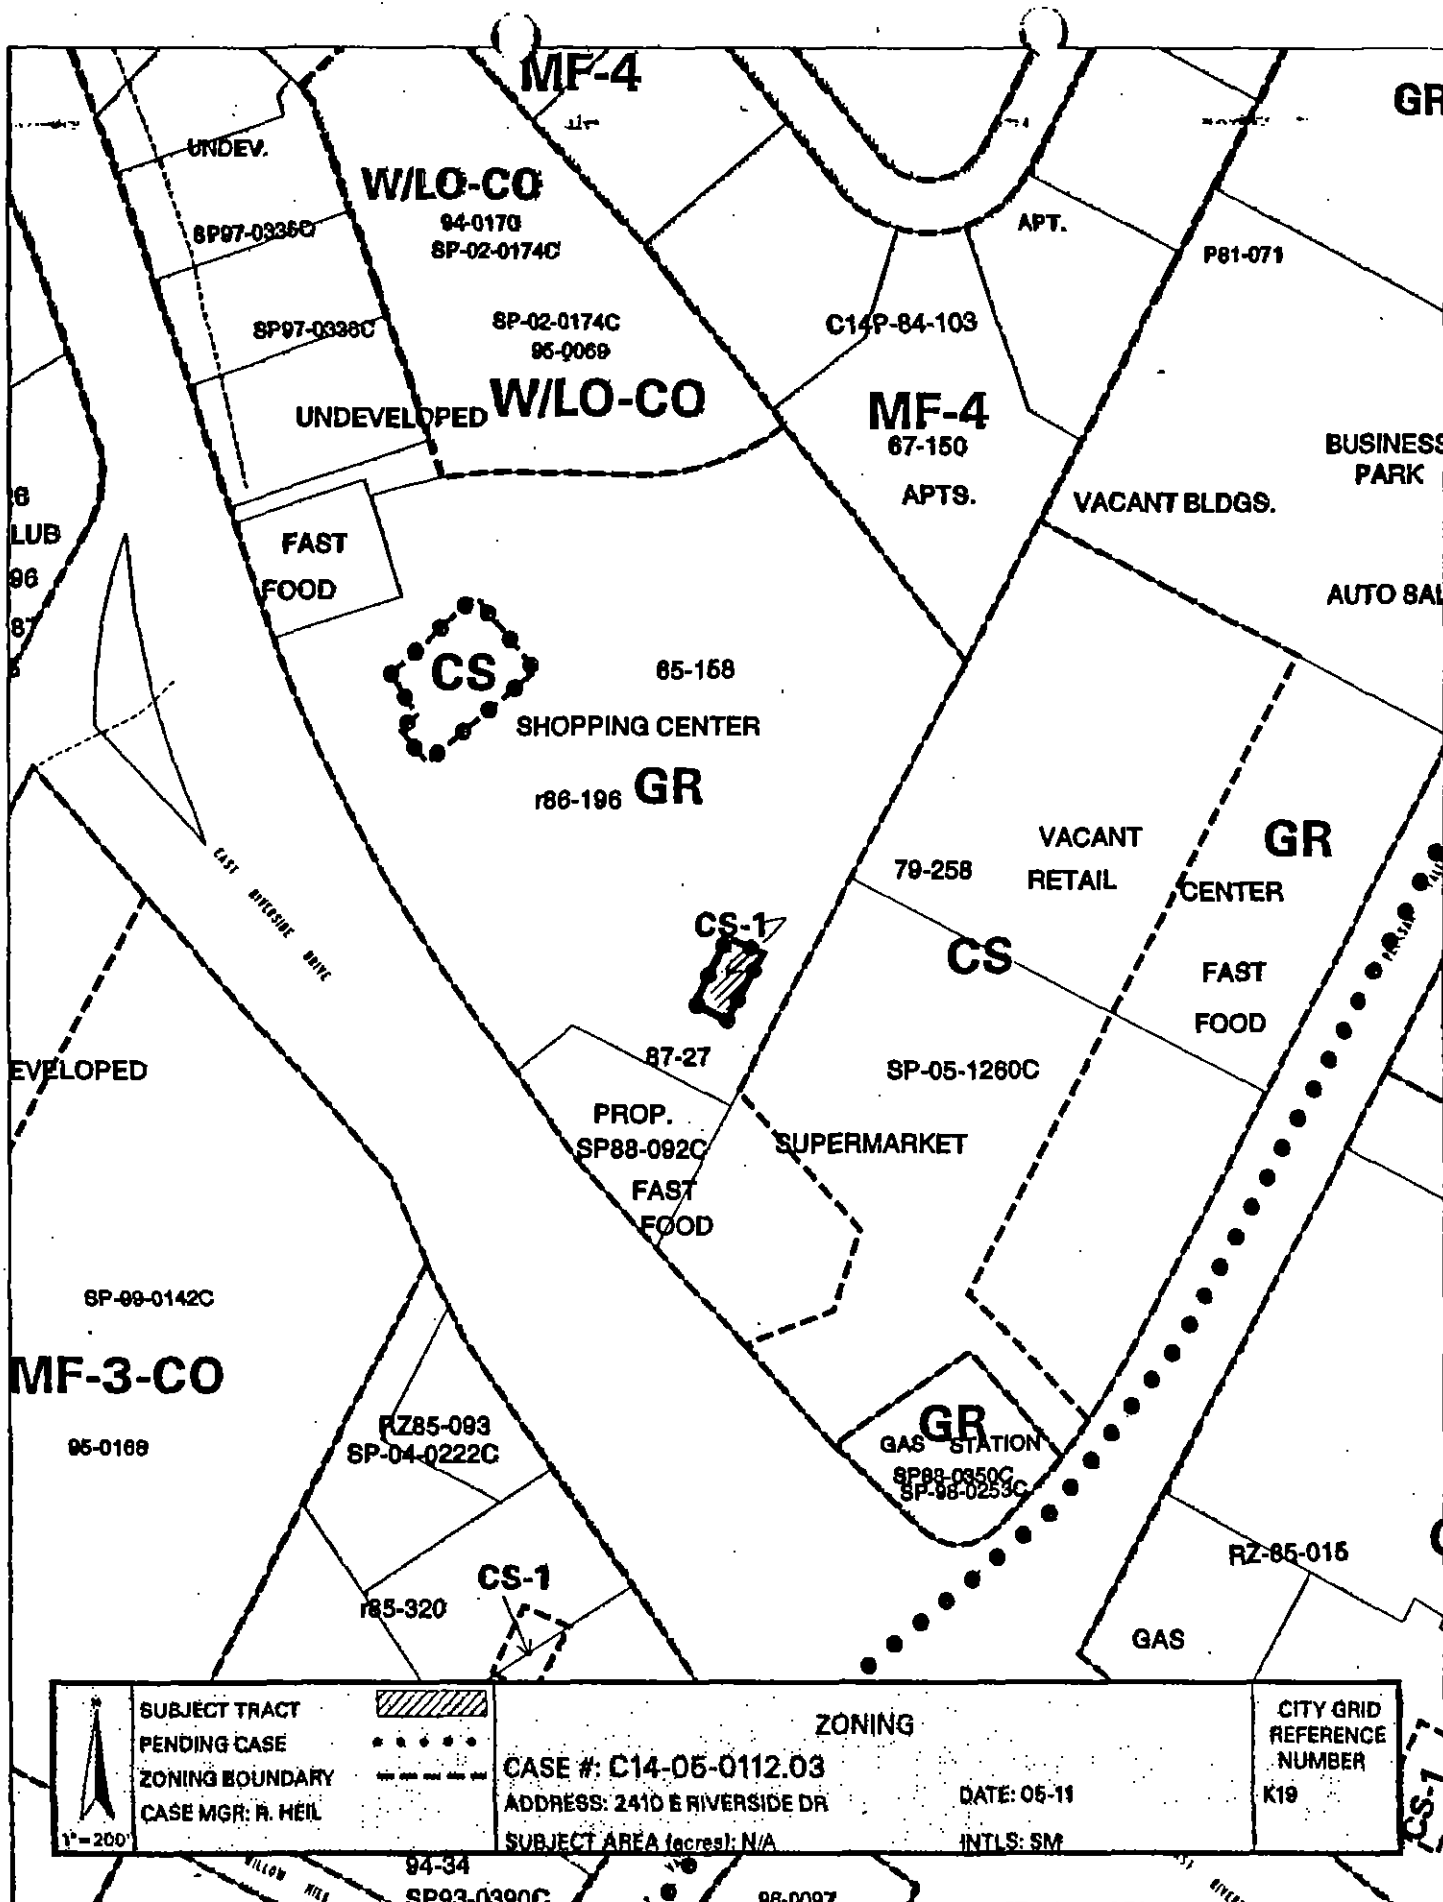 MF-4
GR
UNDEV.
W/LO-CO
94-0170
SP-02-0174C
APT.
P81-071
SP-02-0174C
95-0069
C14P-84-103
W/LO-CO
UNDEVELOPED
MF-4
67-150
APTS.
BUSINESS
PARK
VACANT BLDGS.
LUB
96
87
FAST
FOOD
AUTO SAL
CS
65-158
SHOPPING CENTER
r86-196
GR
VACANT
RETAIL
79-258
GR
CENTER
EAST RIVERSIDE DRIVE
CS-1
CS
FAST
FOOD
87-27
SP-05-1260C
EVELOPED
PROP.
SP88-092C
SUPERMARKET
FAST
FOOD
SP-99-0142C
MF-3-CO
95-0168
RZ85-093
SP-04-0222C
GR
GAS STATION
SP88-0350C
SP-98-0253C
RZ-85-015
CS-1
r85-320
GAS
SUBJECT TRACT
PENDING CASE
ZONING BOUNDARY
CASE MGR: R. HEIL
1"=200'
ZONING
CASE #: C14-05-0112.03
ADDRESS: 2410 E RIVERSIDE DR
SUBJECT AREA (acres): N/A
DATE: 05-11
INTLS: SM
CITY GRID
REFERENCE
NUMBER
K19
CS-1
WILLOW
94-34
SP93-0390C
96-0097